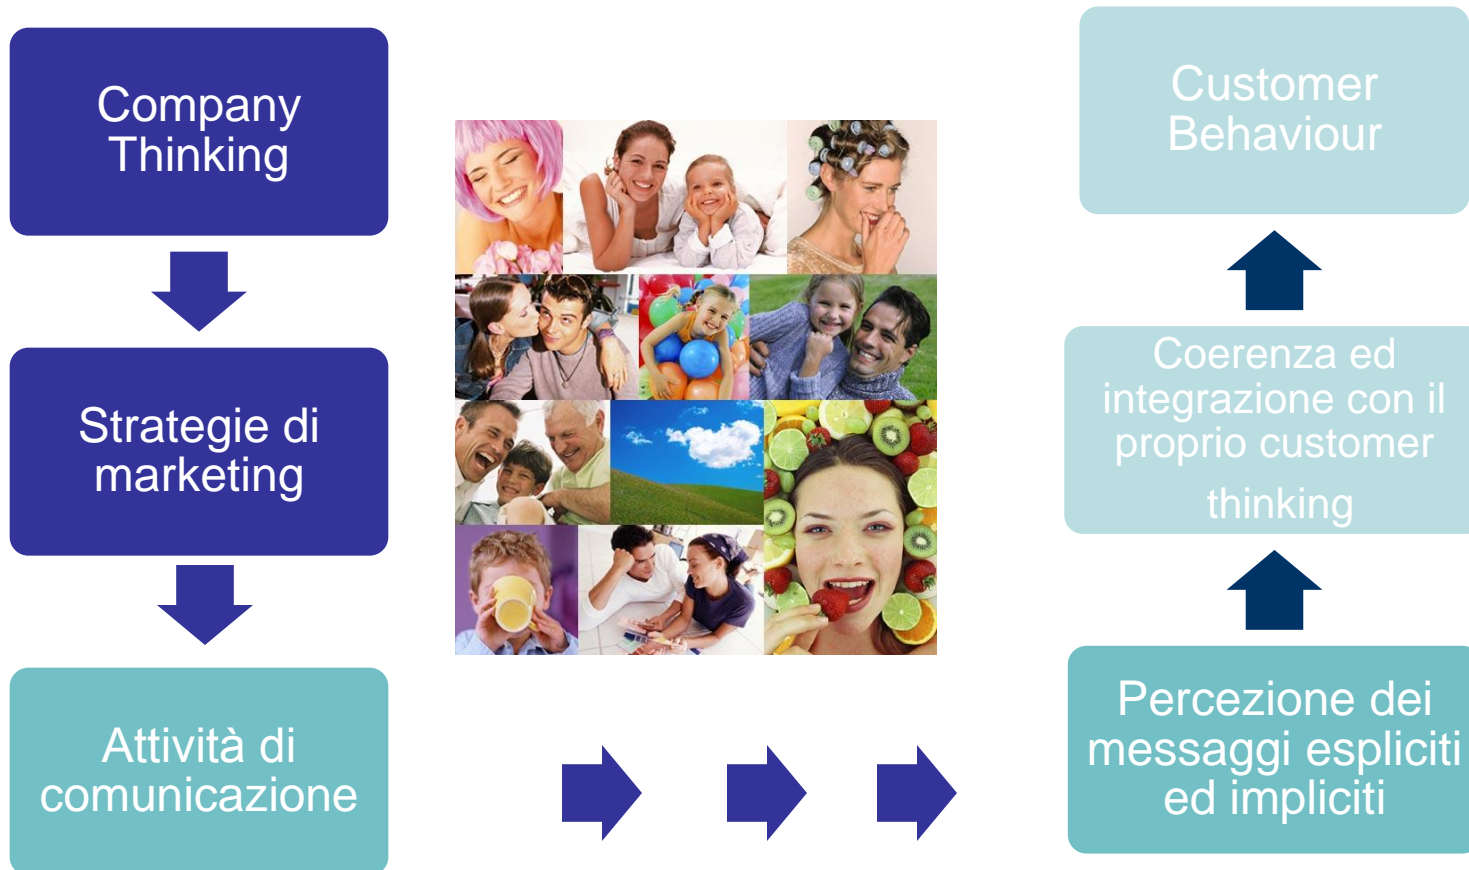 Company
Thinking
Strategie di
marketing
Attività di
comunicazione
Customer
Behaviour
Coerenza ed
integrazione con il
proprio customer
thinking
Percezione dei
messaggi espliciti
ed impliciti